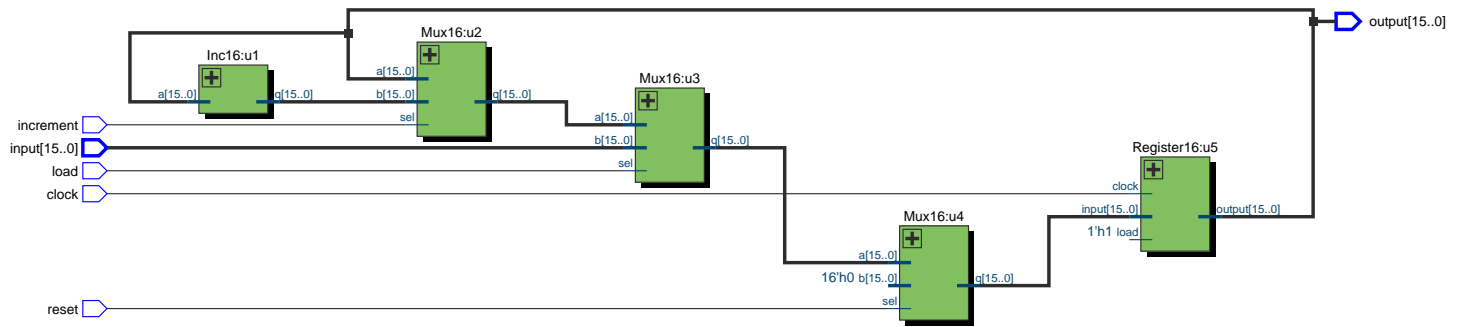 output[15..0]
Mux16:u2
Inc16:u1
a[15..0]
a[15..0] q[15..0]
b[15..0] q[15..0]
sel
Mux16:u3
a[15..0]
b[15..0] q[15..0]
sel
increment
input[15..0]
load
clock
Register16:u5
clock
input[15..0] output[15..0]
1'h1 load
Mux16:u4
a[15..0]
16'h0 b[15..0] q[15..0]
sel
reset